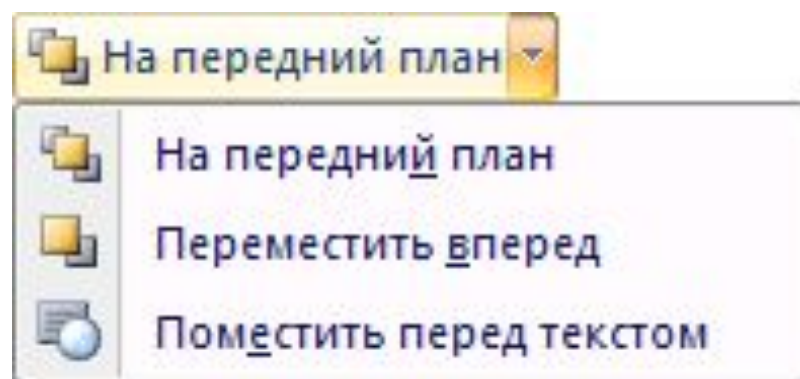 На передний план
На передний план
Переместить вперед
Поместить перед текстом